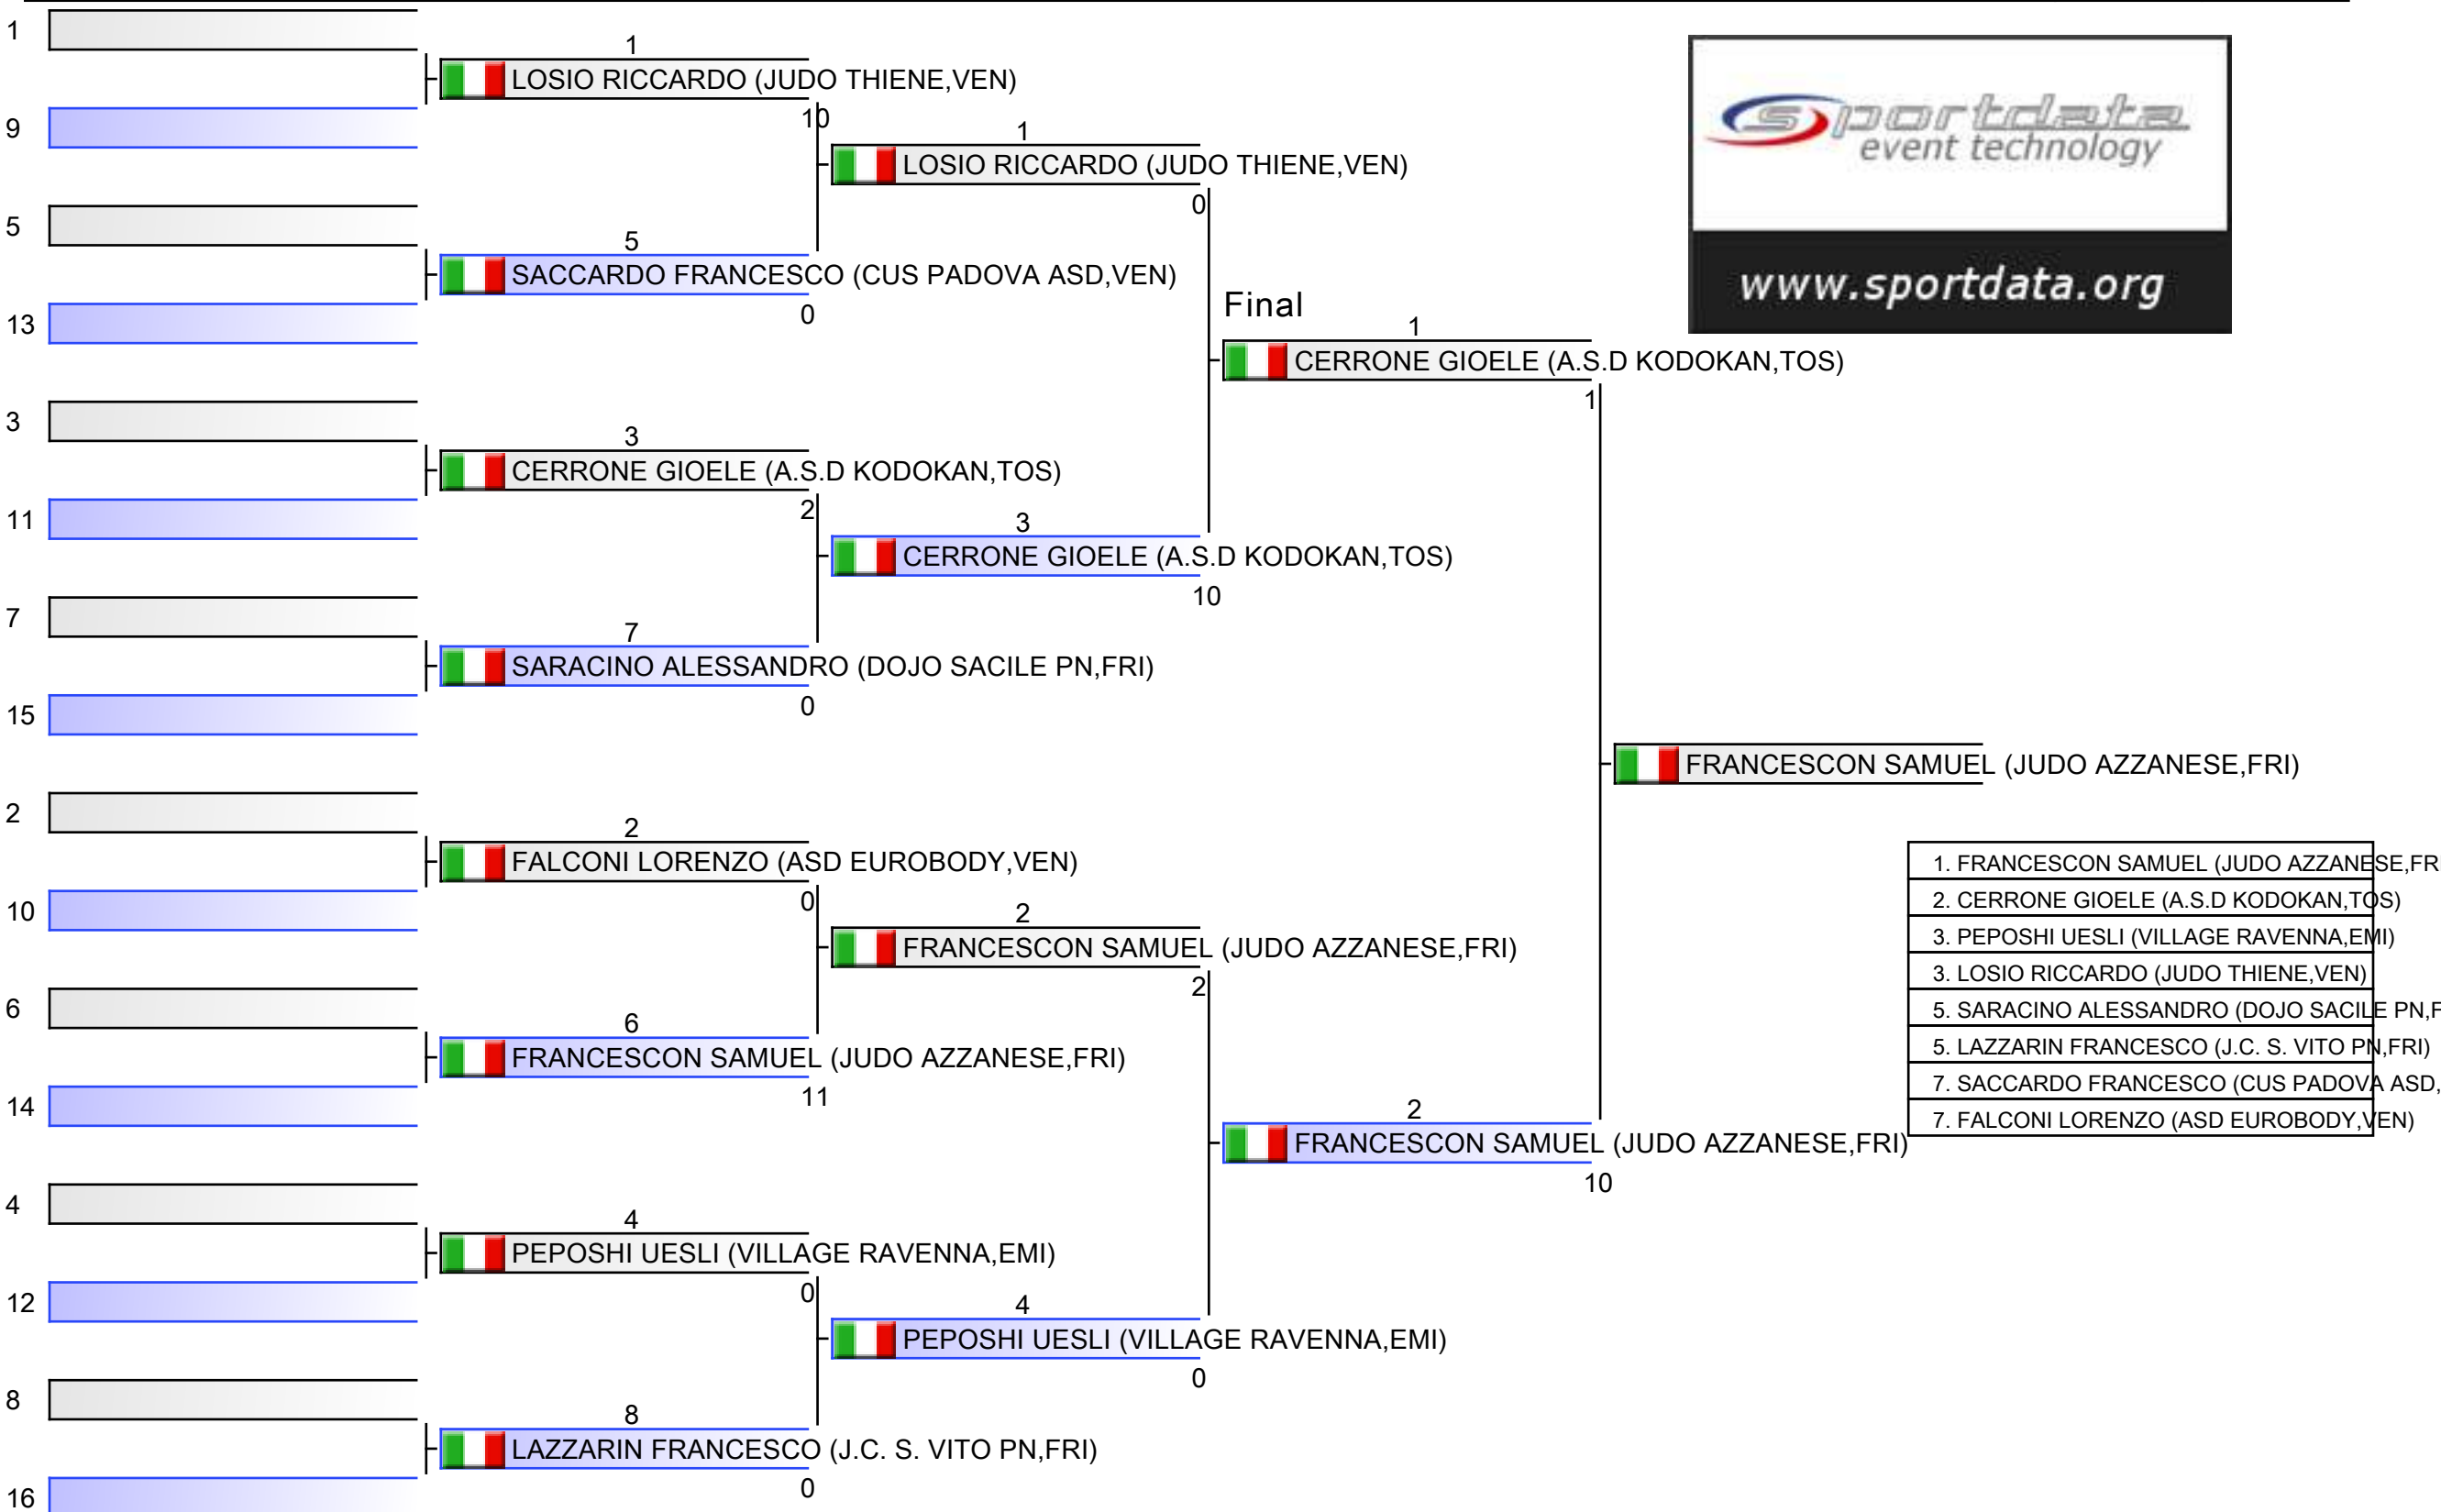 1
1
LOSIO RICCARDO (JUDO THIENE,VEN)
9
10
1
LOSIO RICCARDO (JUDO THIENE,VEN)
0
5
5
SACCARDO FRANCESCO (CUS PADOVA ASD,VEN)
13
0
sportdata
event technology
www.sportdata.org
Final
1
CERRONE GIOELE (A.S.D KODOKAN,TOS)
1
3
3
CERRONE GIOELE (A.S.D KODOKAN,TOS)
11
2
3
CERRONE GIOELE (A.S.D KODOKAN,TOS)
10
7
7
SARACINO ALESSANDRO (DOJO SACILE PN,FRI)
15
0
FRANCESCON SAMUEL (JUDO AZZANESE,FRI)
2
2
FALCONI LORENZO (ASD EUROBODY,VEN)
10
0
2
FRANCESCON SAMUEL (JUDO AZZANESE,FRI)
2
6
6
FRANCESCON SAMUEL (JUDO AZZANESE,FRI)
14
11
1. FRANCESCON SAMUEL (JUDO AZZANESE,FR
2. CERRONE GIOELE (A.S.D KODOKAN,TOS)
3. PEPOSHI UESLI (VILLAGE RAVENNA,EMI)
3. LOSIO RICCARDO (JUDO THIENE,VEN)
5. SARACINO ALESSANDRO (DOJO SACILE PN,F
5. LAZZARIN FRANCESCO (J.C. S. VITO PN,FRI)
7. SACCARDO FRANCESCO (CUS PADOVA ASD,
7. FALCONI LORENZO (ASD EUROBODY,VEN)
2
FRANCESCON SAMUEL (JUDO AZZANESE,FRI)
10
4
4
PEPOSHI UESLI (VILLAGE RAVENNA,EMI)
12
0
4
PEPOSHI UESLI (VILLAGE RAVENNA,EMI)
0
8
8
LAZZARIN FRANCESCO (J.C. S. VITO PN,FRI)
16
0